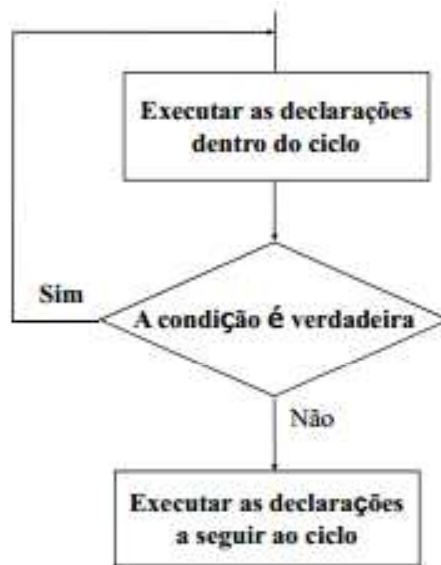 Executar as declarações
dentro do ciclo
Sim
A condição é verdadeira
Não
Executar as declarações
a seguir ao ciclo